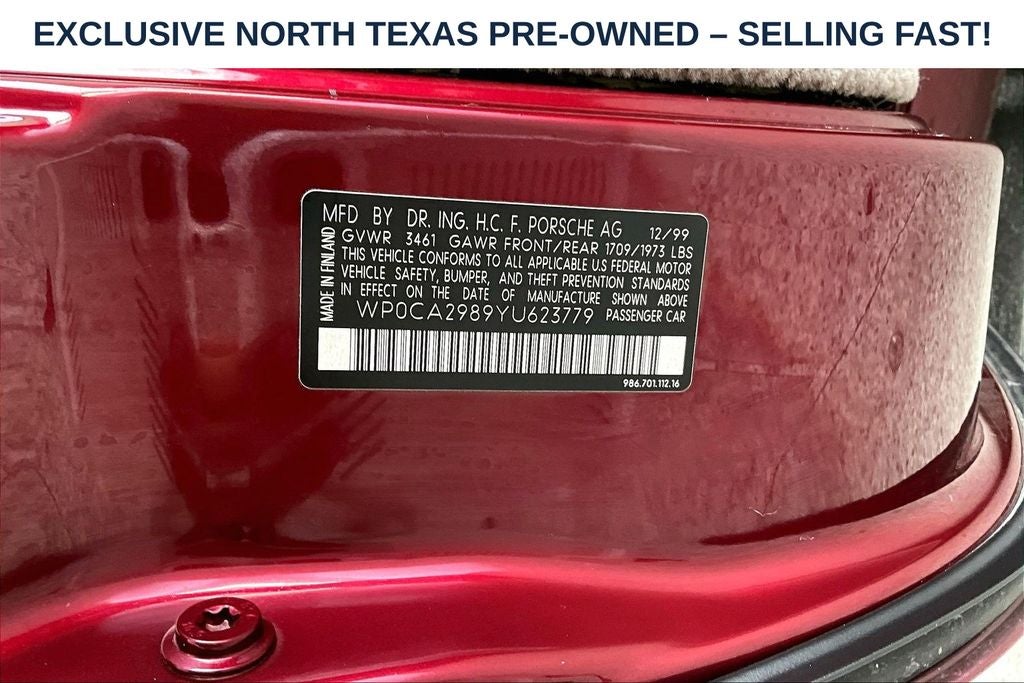 EXCLUSIVE NORTH TEXAS PRE-OWNED – SELLING FAST!
MFD BY DR. ING. H.C. F. PORSCHE AG 12/99
GVWR 3461 GAWR FRONT/REAR 1709/1973 LBS
THIS VEHICLE CONFORMS TO ALL APPLICABLE U.S FEDERAL MOTOR
VEHICLE SAFETY, BUMPER, AND THEFT PREVENTION STANDARDS
IN EFFECT ON THE DATE OF MANUFACTURE SHOWN ABOVE
WP0CA2989YU623779 PASSENGER CAR
MADE IN FINLAND
986.701.112.16